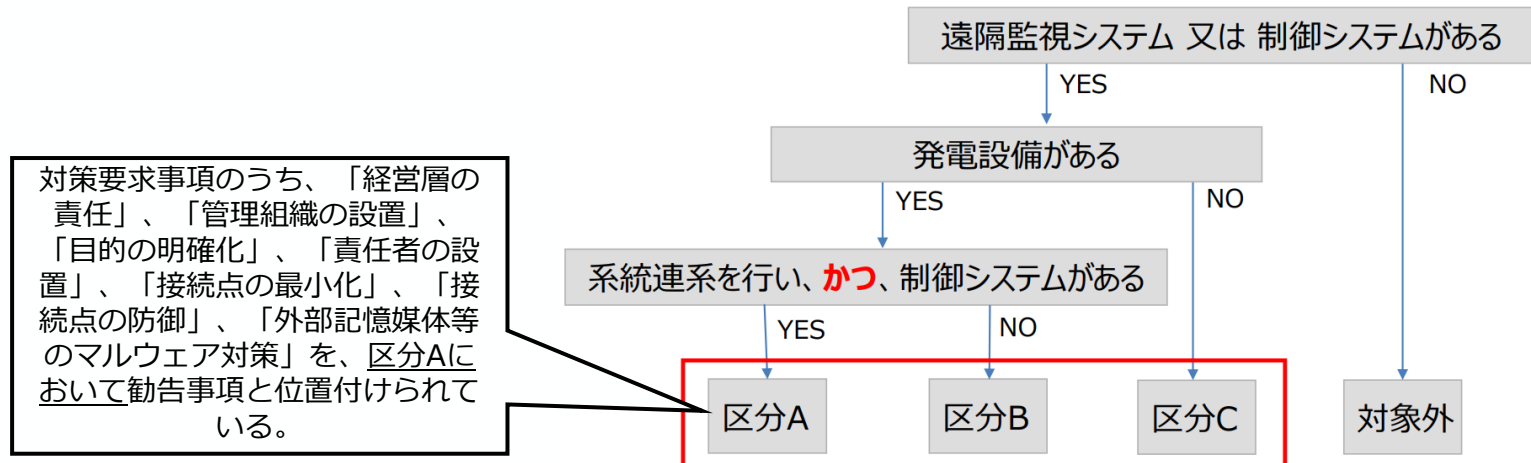 遠隔監視システム 又は 制御システムがある
YES
NO
発電設備がある
YES
NO
系統連系を行い、かつ、制御システムがある
YES
NO
対策要求事項のうち、「経営層の
責任」、「管理組織の設置」、
「目的の明確化」、「責任者の設
置」、「接続点の最小化」、「接
続点の防御」、「外部記憶媒体等
のマルウェア対策」を、区分Aに
おいて勧告事項と位置付けられて
いる。
区分A
区分B
区分C
対象外